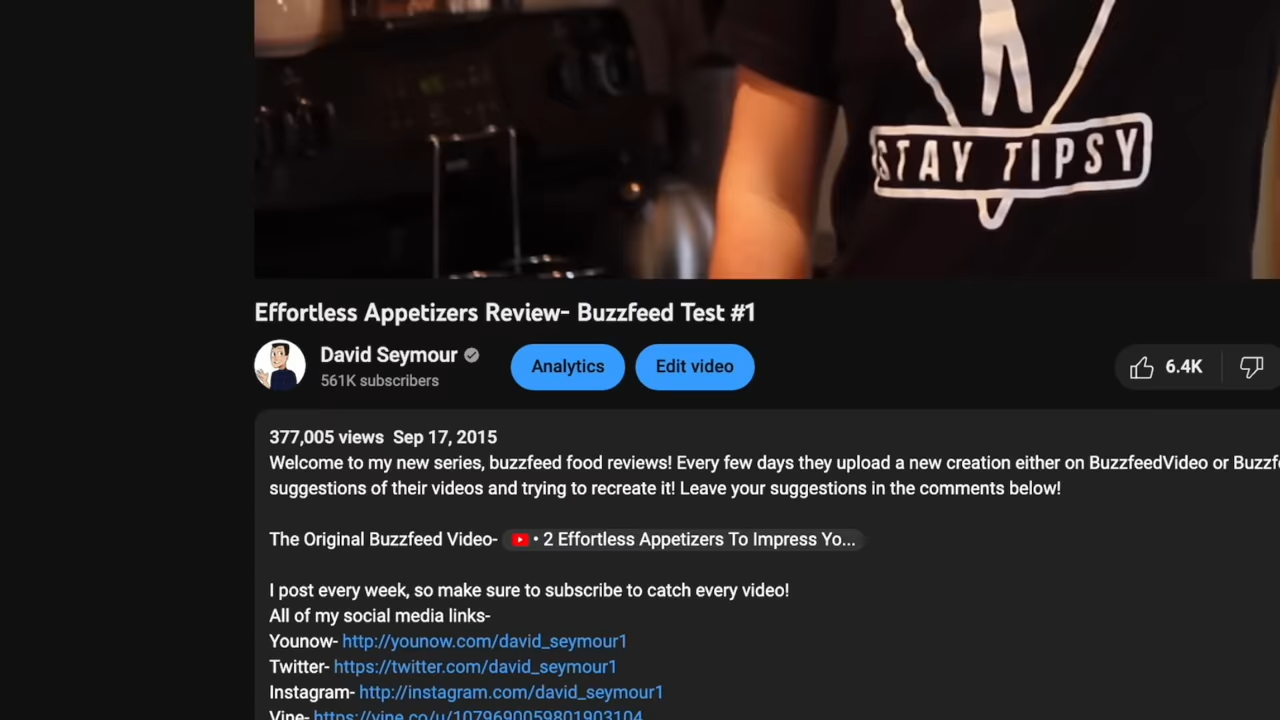 STAY TIPSY
Effortless Appetizers Review- Buzzfeed Test #1
David Seymour
561K subscribers
Analytics
Edit video
6.4K
377,005 views Sep 17, 2015
Welcome to my new series, buzzfeed food reviews! Every few days they upload a new creation either on BuzzfeedVideo or
suggestions of their videos and trying to recreate it! Leave your suggestions in the comments below!
The Original Buzzfeed Video- • 2 Effortless Appetizers To Impress Yo...
I post every week, so make sure to subscribe to catch every video!
All of my social media links-
Younow- http://younow.com/david_seymour1
Twitter- https://twitter.com/david_seymour1
Instagram- http://instagram.com/david_seymour1
Vine- https://vine.co/u/1079690059801903104